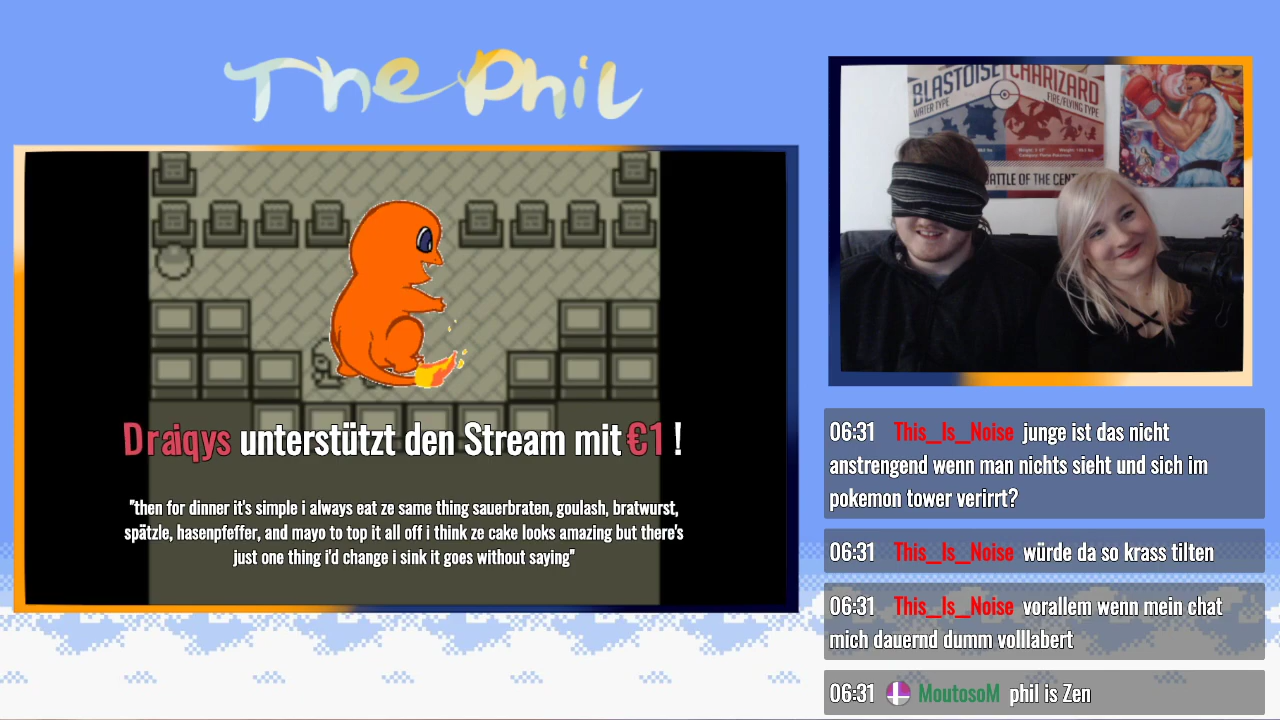 The Phil
BLASTOISE CHARIZARD
WATER TYPE
FIRE/FLYING TYPE
BATTLE OF THE CENT
Draiqys unterstützt den Stream mit €1 !
"then for dinner it's simple i always eat ze same thing sauerbraten, goulash, bratwurst,
spätzle, hasenpfeffer, and mayo to top it all off i think ze cake looks amazing but there's
just one thing i'd change i sink it goes without saying"
06:31 This_Is_Noise junge ist das nicht
anstrengend wenn man nichts sieht und sich im
pokemon tower verirrt?
06:31 This_Is_Noise würde da so krass tilten
06:31 This_Is_Noise vorallem wenn mein chat
mich dauernd dumm volllabert
06:31 MoutosoM phil is Zen